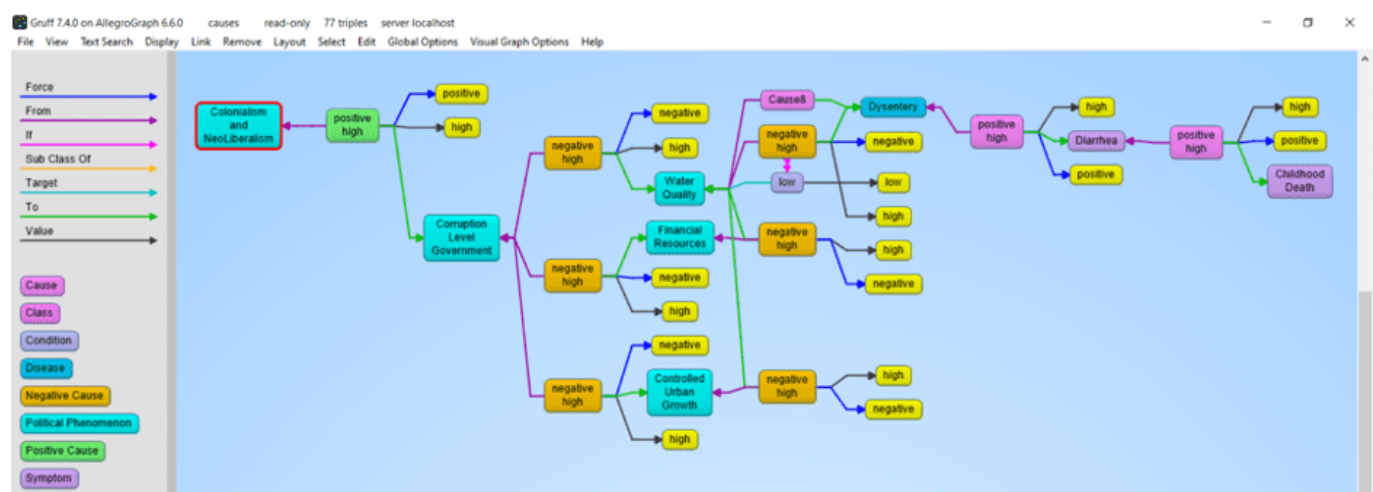 Gruff 7.4.0 on AllegroGraph 6.6.0 causes read-only 77 triples server localhost
File View Text Search Display Link Remove Layout Select Edit Global Options Visual Graph Options Help
Force
From
If
Sub Class Of
Target
To
Value
Cause
Class
Condition
Disease
Negative Cause
Political Phenomenon
Positive Cause
Symptom
Colonialism
and
NeoLiberalism
positive
high
positive
high
Corruption
Level
Government
negative
high
negative
high
Water
Quality
negative
high
Financial
Resources
negative
high
negative
high
negative
Controlled
Urban
Growth
high
Cause8
negative
high
low
Dysentery
negative
low
high
negative
high
high
negative
negative
high
high
negative
positive
high
high
Diarrhea
positive
positive
high
high
positive
Childhood
Death